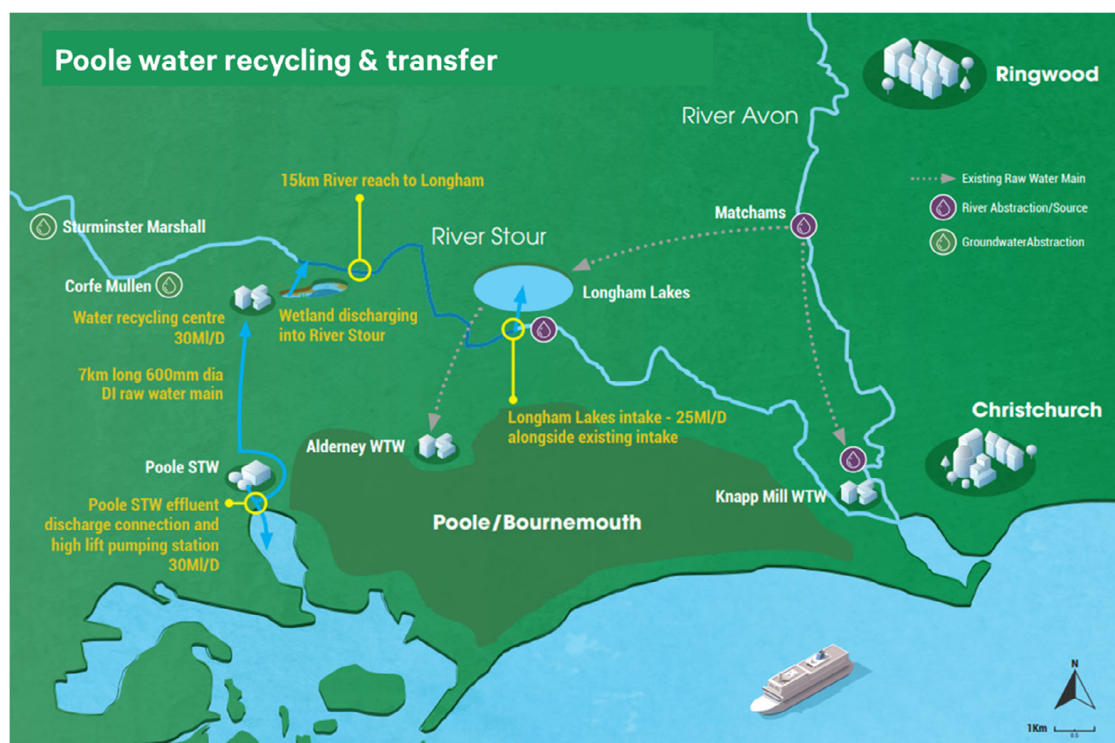 Poole water recycling & transfer
Ringwood
River Avon
15km River reach to Longham
Existing Raw Water Main
River Abstraction/Source
GroundwaterAbstraction
Matchams
Sturminster Marshall
River Stour
Corfe Mullen
Longham Lakes
Water recycling centre
30Ml/D
Wetland discharging
into River Stour
7km long 600mm dia
DI raw water main
Longham Lakes intake - 25Ml/D
alongside existing intake
Christchurch
Alderney WTW
Poole STW
Knapp Mill WTW
Poole STW effluent
discharge connection and
high lift pumping station
30Ml/D
Poole/Bournemouth
N
1Km
0.5